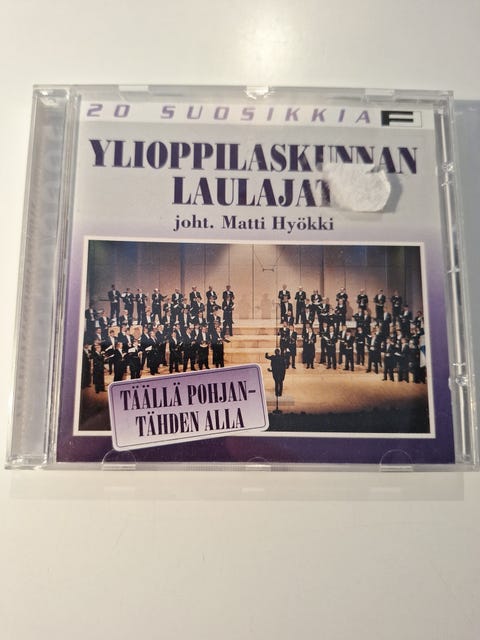 20 SUOSIKKIA F
YLIOPPILASKUNNAN
LAULAJAT
joht. Matti Hyökki
TÄÄLLÄ POHJAN-
TÄHDEN ALLA